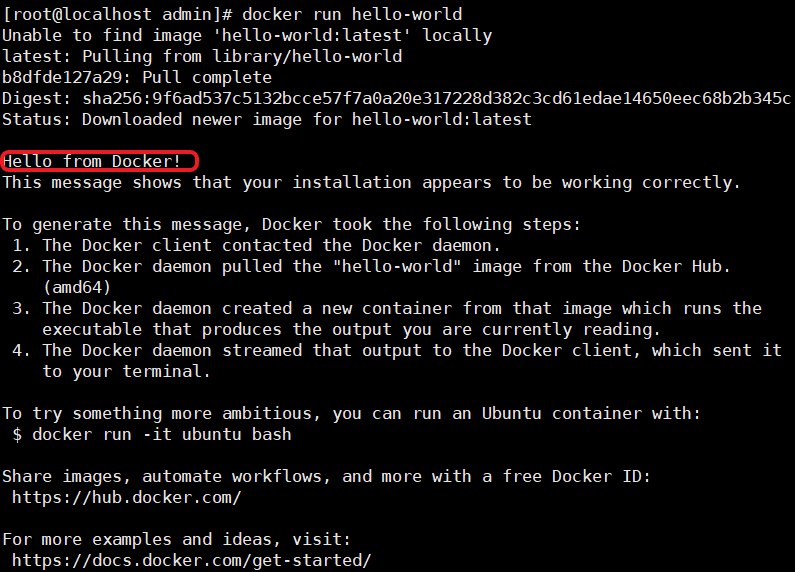 [root@localhost admin]# docker run hello-world
Unable to find image 'hello-world:latest' locally
latest: Pulling from library/hello-world
b8dfde127a29: Pull complete
Digest: sha256:9f6ad537c5132bcce57f7a0a20e317228d382c3cd61edae14650eec68b2b345c
Status: Downloaded newer image for hello-world:latest
Hello from Docker!
This message shows that your installation appears to be working correctly.
To generate this message, Docker took the following steps:
1. The Docker client contacted the Docker daemon.
2. The Docker daemon pulled the "hello-world" image from the Docker Hub.
(amd64)
3. The Docker daemon created a new container from that image which runs the
executable that produces the output you are currently reading.
4. The Docker daemon streamed that output to the Docker client, which sent it
to your terminal.
To try something more ambitious, you can run an Ubuntu container with:
$ docker run -it ubuntu bash
Share images, automate workflows, and more with a free Docker ID:
https://hub.docker.com/
For more examples and ideas, visit:
https://docs.docker.com/get-started/